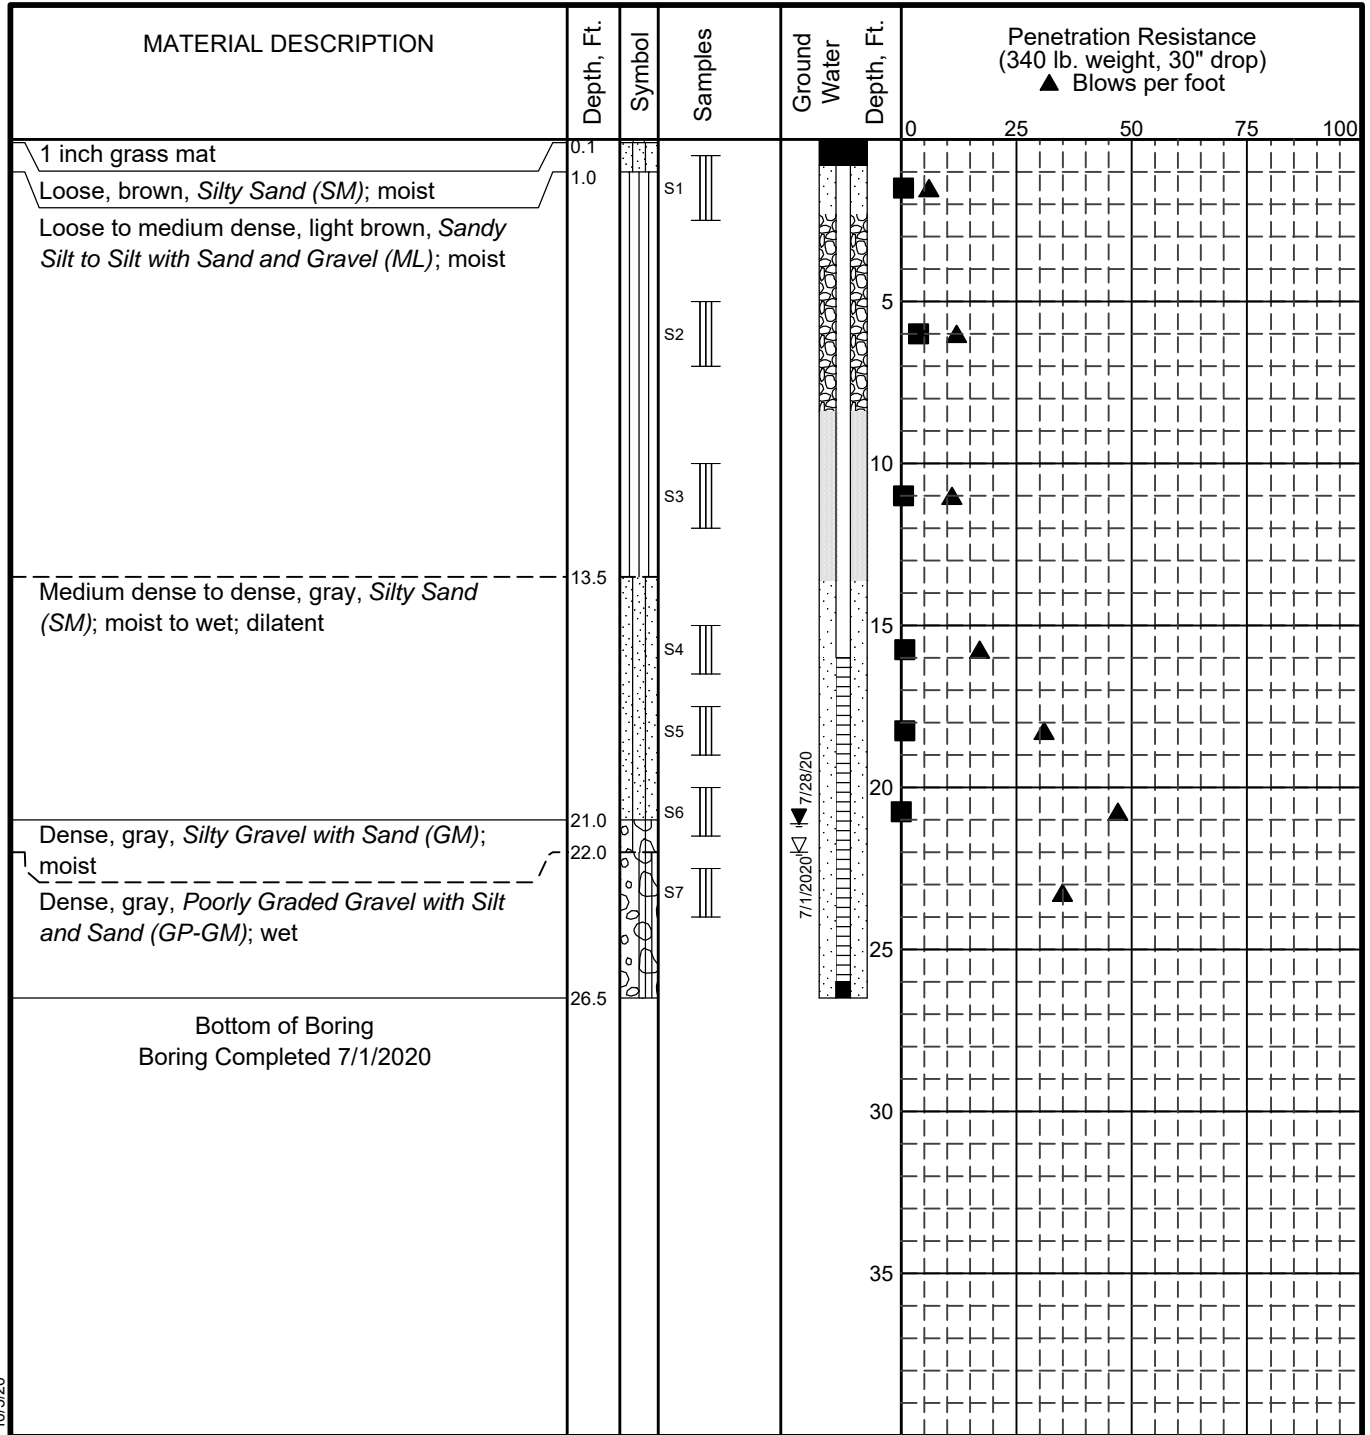 MATERIAL DESCRIPTION
Depth, Ft.
Symbol
Samples
Ground
Water
Depth, Ft.
Penetration Resistance
(340 lb. weight, 30" drop)
▲ Blows per foot
0 25 50 75 100
1 inch grass mat
0.1
Loose, brown, Silty Sand (SM); moist
1.0
S1
Loose to medium dense, light brown, Sandy
Silt to Silt with Sand and Gravel (ML); moist
5
S2
10
S3
13.5
Medium dense to dense, gray, Silty Sand
(SM); moist to wet; dilatent
15
S4
S5
20
7/28/20
S6
21.0
Dense, gray, Silty Gravel with Sand (GM);
moist
22.0
7/1/2020
Dense, gray, Poorly Graded Gravel with Silt
and Sand (GP-GM); wet
S7
25
26.5
Bottom of Boring
Boring Completed 7/1/2020
30
35